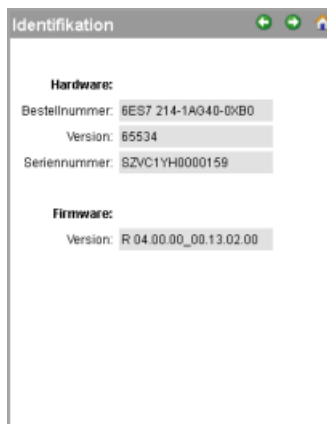 Identifikation
Hardware:
Bestellnummer: 6ES7 214-1AG40-0XB0
Version: 65534
Seriennummer: SZVC1YH0000159
Firmware:
Version: R 04.00.00_00.13.02.00